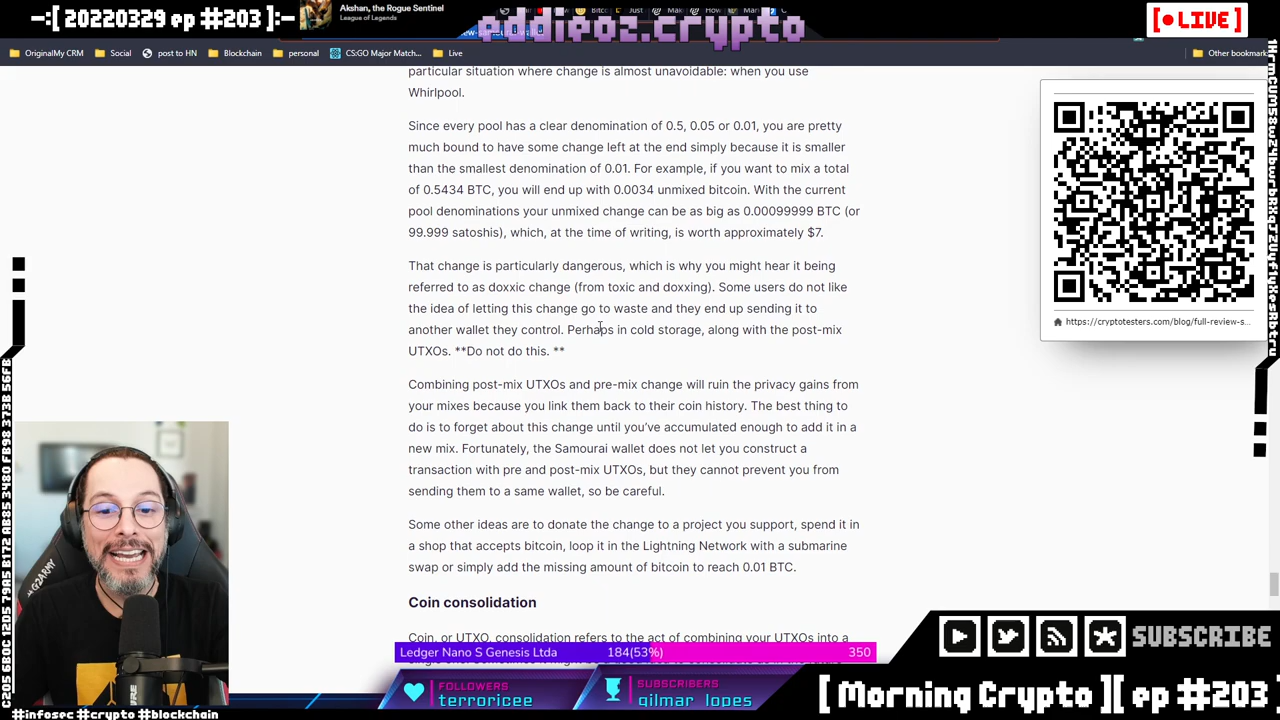 -:[ 20220329 ep #203 ]:-
Akshan, the Rogue Sentinel
League of Legends
eddieoz.crypto
[ LIVE ]
OriginalMy CRM
Social
post to HN
Blockchain
personal
CS:GO Major Match...
Live
Other bookmark
particular situation where change is almost unavoidable: when you use
Whirlpool.
Since every pool has a clear denomination of 0.5, 0.05 or 0.01, you are pretty
much bound to have some change left at the end simply because it is smaller
than the smallest denomination of 0.01. For example, if you want to mix a total
of 0.5434 BTC, you will end up with 0.0034 unmixed bitcoin. With the current
pool denominations your unmixed change can be as big as 0.00099999 BTC (or
99.999 satoshis), which, at the time of writing, is worth approximately $7.
That change is particularly dangerous, which is why you might hear it being
referred to as doxxic change (from toxic and doxxing). Some users do not like
the idea of letting this change go to waste and they end up sending it to
another wallet they control. Perhaps in cold storage, along with the post-mix
UTXOs. **Do not do this. **
Combining post-mix UTXOs and pre-mix change will ruin the privacy gains from
your mixes because you link them back to their coin history. The best thing to
do is to forget about this change until you've accumulated enough to add it in a
new mix. Fortunately, the Samourai wallet does not let you construct a
transaction with pre and post-mix UTXOs, but they cannot prevent you from
sending them to a same wallet, so be careful.
Some other ideas are to donate the change to a project you support, spend it in
a shop that accepts bitcoin, loop it in the Lightning Network with a submarine
swap or simply add the missing amount of bitcoin to reach 0.01 BTC.
Coin consolidation
Coin, or UTXO, consolidation refers to the act of combining your UTXOs into a
https://cryptotesters.com/blog/full-review-s...
Ledger Nano S Genesis Ltda
184(53%)
350
FOLLOWERS
terroricee
SUBSCRIBERS
gilmar_lopes
SUBSCRIBE
[ Morning Crypto ][ ep #203 ]
#infosec #crypto #blockchain